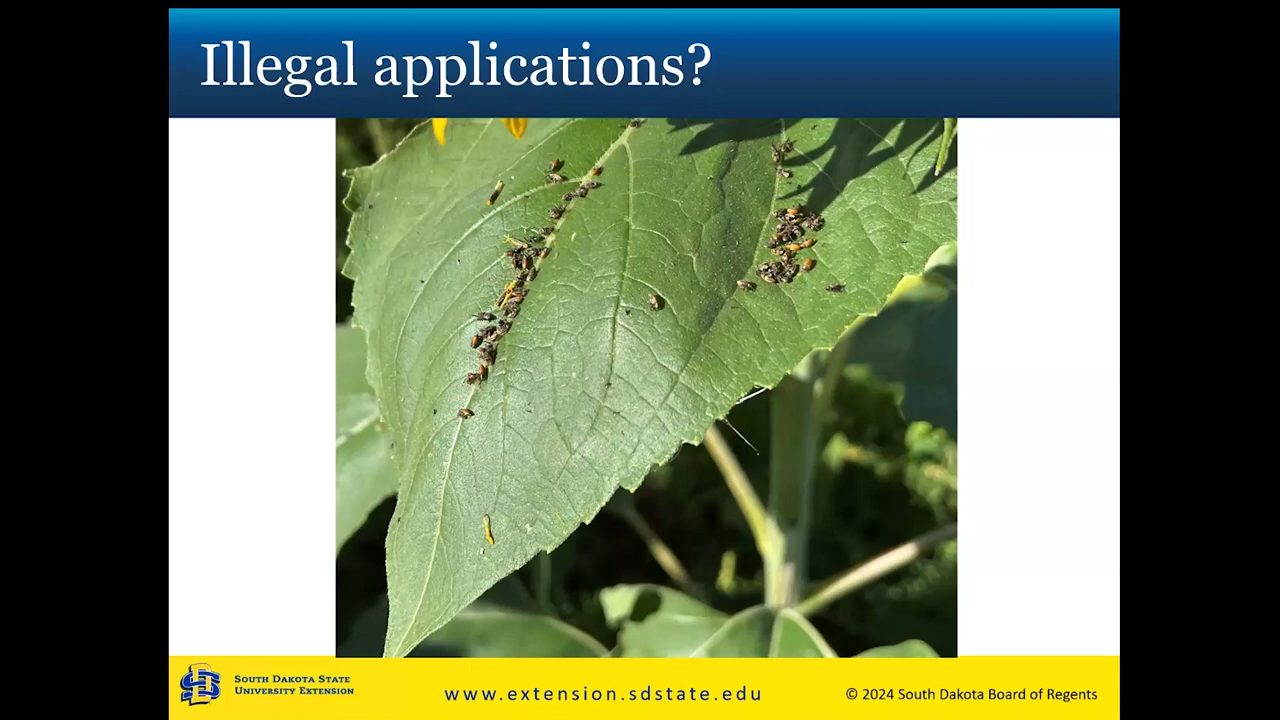 Illegal applications?
SOUTH DAKOTA STATE
UNIVERSITY EXTENSION
www.extension.sdstate.edu
© 2024 South Dakota Board of Regents